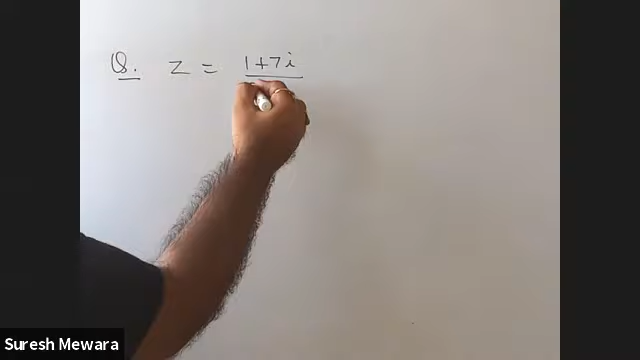 Q. z = 1+7i
Suresh Mewara